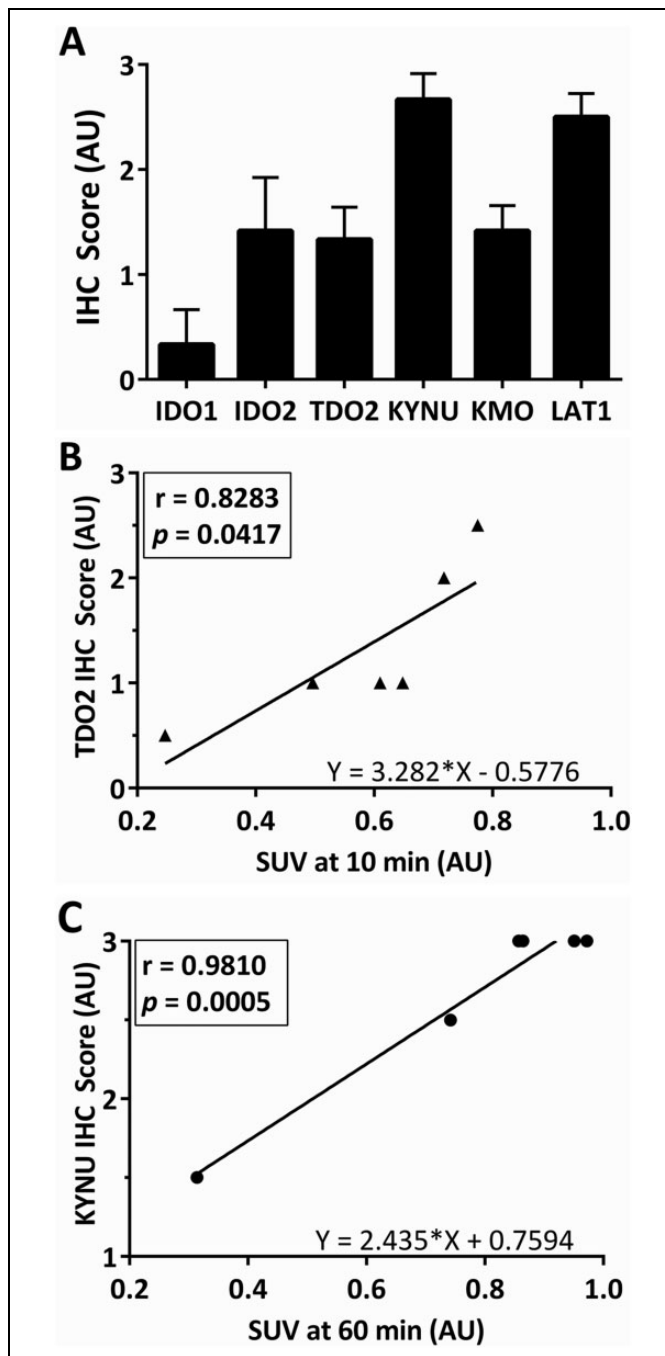 A
IHC Score (AU)
3
2
1
0
IDO1 IDO2 TDO2 KYNU KMO LAT1
B
TDO2 IHC Score (AU)
3
2
1
0
r = 0.8283
p = 0.0417
Y = 3.282*X - 0.5776
0.2 0.4 0.6 0.8 1.0
SUV at 10 min (AU)
C
KYNU IHC Score (AU)
3
2
1
r = 0.9810
p = 0.0005
Y = 2.435*X + 0.7594
0.2 0.4 0.6 0.8 1.0
SUV at 60 min (AU)